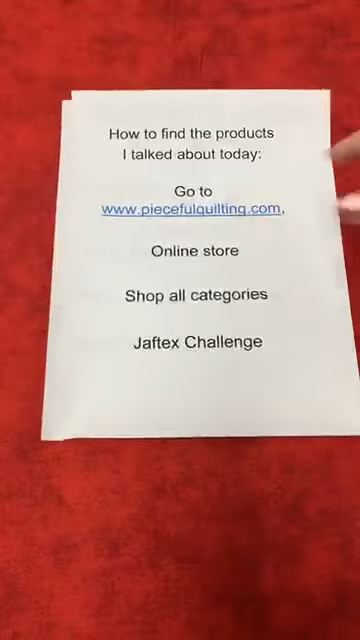 How to find the products
I talked about today:
Go to
www.piecefulquilting.com,
Online store
Shop all categories
Jaftex Challenge